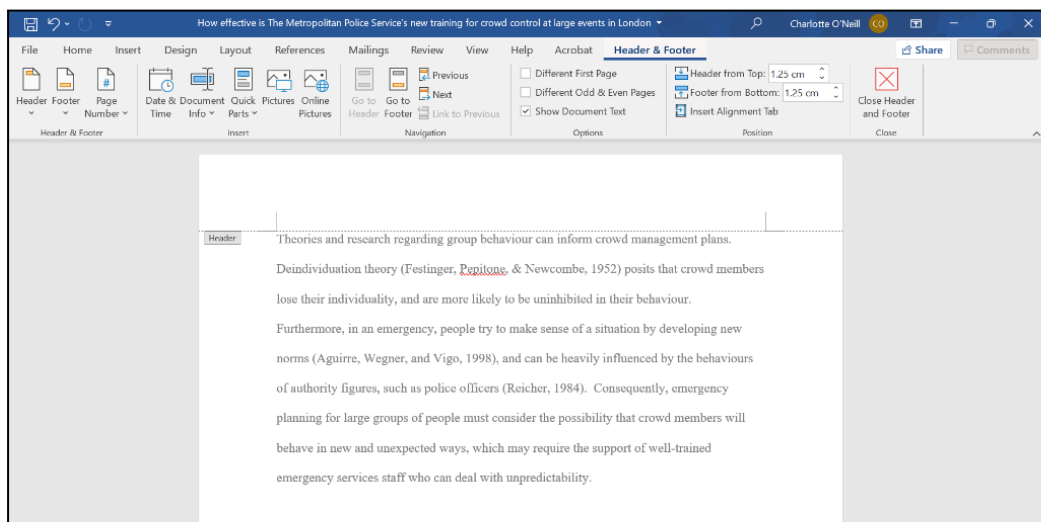 How effective is The Metropolitan Police Service's new training for crowd control at large events in London
Charlotte O'Neill
CO
File Home Insert Design Layout References Mailings Review View Help Acrobat Header & Footer
Share
Comments
Header
Footer
Page Number
Header & Footer
Date & Time
Document Info
Quick Parts
Pictures
Online Pictures
Insert
Go to Header
Go to Footer
Previous
Next
Link to Previous
Navigation
Different First Page
Different Odd & Even Pages
Show Document Text
Options
Header from Top: 1.25 cm
Footer from Bottom: 1.25 cm
Insert Alignment Tab
Position
Close Header and Footer
Close
Header
Theories and research regarding group behaviour can inform crowd management plans.
Deindividuation theory (Festinger, Pepitone, & Newcombe, 1952) posits that crowd members
lose their individuality, and are more likely to be uninhibited in their behaviour.
Furthermore, in an emergency, people try to make sense of a situation by developing new
norms (Aguirre, Wegner, and Vigo, 1998), and can be heavily influenced by the behaviours
of authority figures, such as police officers (Reicher, 1984).  Consequently, emergency
planning for large groups of people must consider the possibility that crowd members will
behave in new and unexpected ways, which may require the support of well-trained
emergency services staff who can deal with unpredictability.